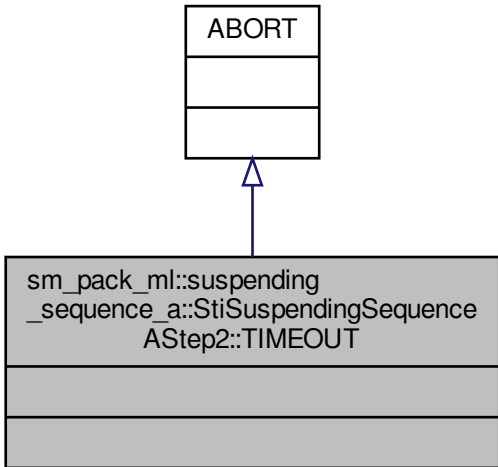 ABORT
sm_pack_ml::suspending
_sequence_a::StiSuspendingSequence
AStep2::TIMEOUT